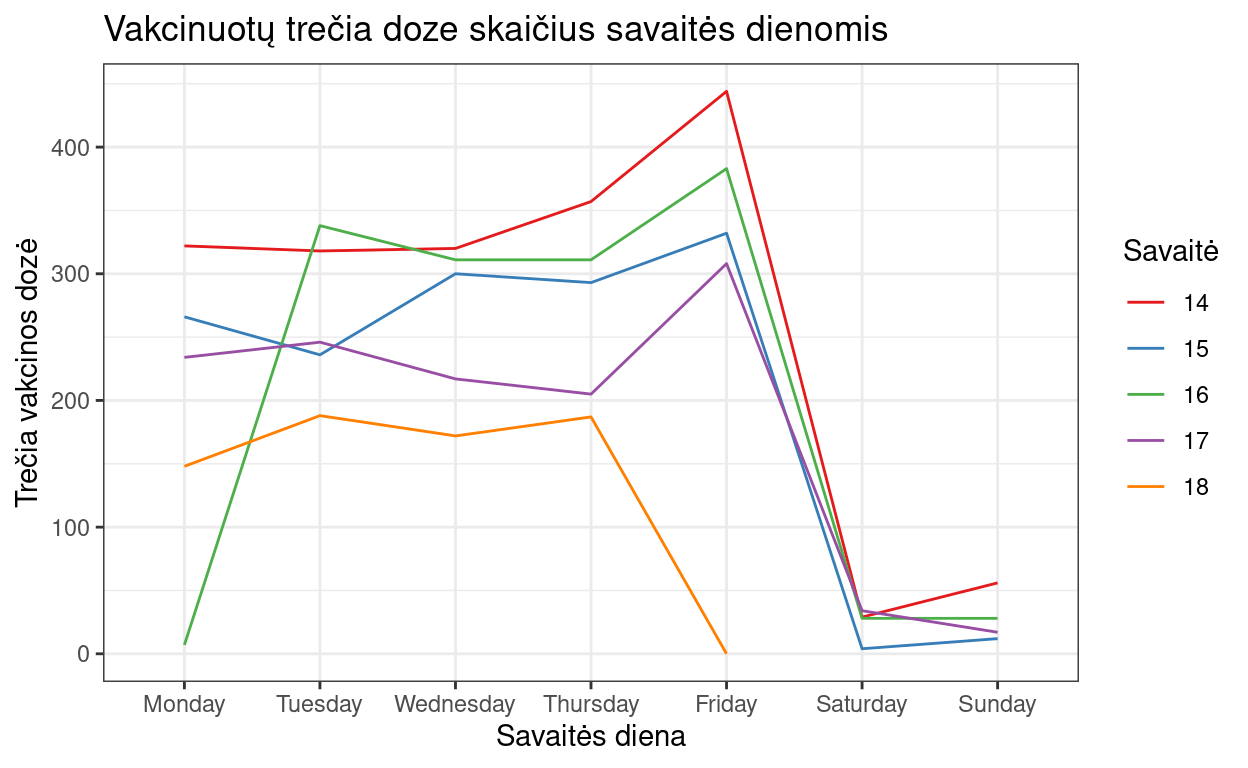 Vakcinuotų trečia doze skaičius savaitės dienomis
Trečia vakcinos dozė
400
300
200
100
0
Monday Tuesday Wednesday Thursday Friday Saturday Sunday
Savaitės diena
Savaitė
14
15
16
17
18